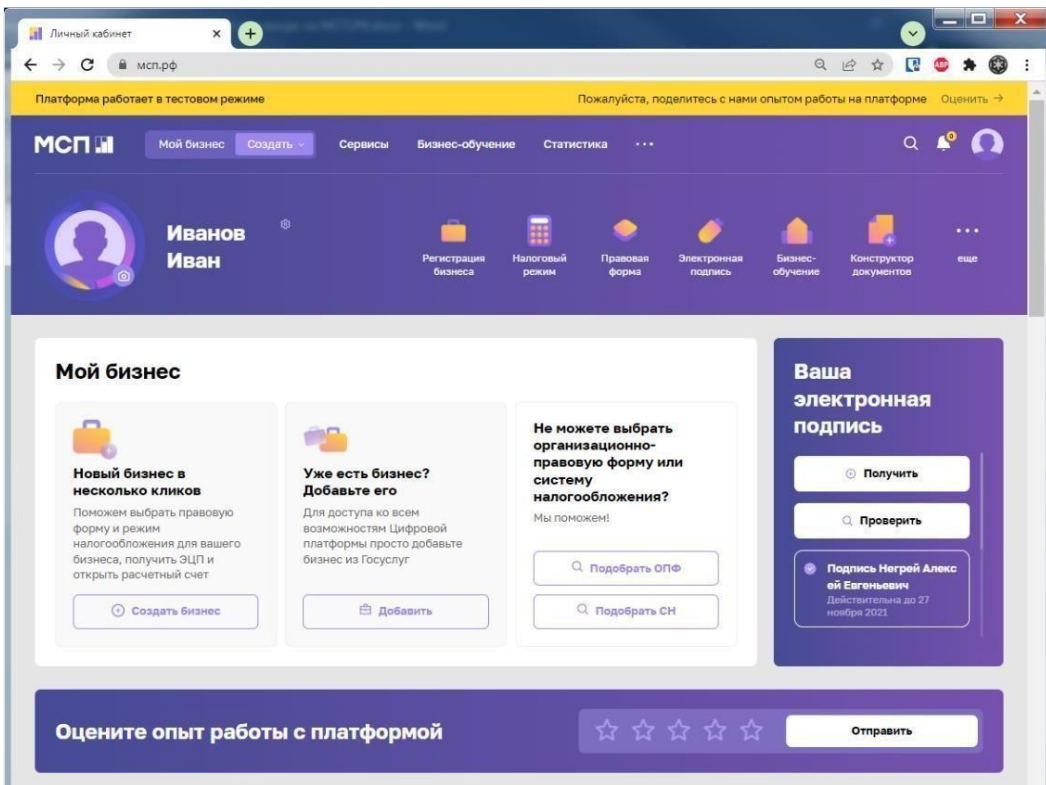 Личный кабинет
мсп.рф
ABP
Платформа работает в тестовом режиме
Пожалуйста, поделитесь с нами опытом работы на платформе Оценить →
МСП
Мой бизнес Создать
Сервисы
Бизнес-обучение
Статистика
0
Иванов
Иван
Регистрация
бизнеса
Налоговый
режим
Правовая
форма
Электронная
подпись
Бизнес-
обучение
Конструктор
документов
еще
Мой бизнес
Новый бизнес в
несколько кликов
Поможем выбрать правовую
форму и режим
налогообложения для вашего
бизнеса, получить ЭЦП и
открыть расчетный счет
Создать бизнес
Уже есть бизнес?
Добавьте его
Для доступа ко всем
возможностям Цифровой
платформы просто добавьте
бизнес из Госуслуг
Добавить
Не можете выбрать
организационно-
правовую форму или
систему
налогообложения?
Мы поможем!
Подобрать ОПФ
Подобрать СН
Ваша
электронная
подпись
Получить
Проверить
Подпись Негрей Алекс
ей Евгеньевич
Действительна до 27
ноября 2021
Оцените опыт работы с платформой
Отправить